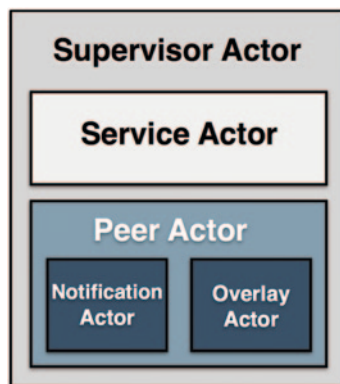 Supervisor Actor
Service Actor
Peer Actor
Notification
Actor
Overlay
Actor